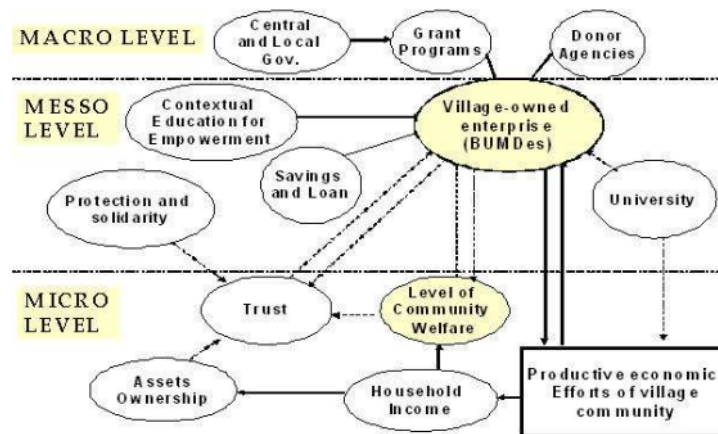 MACRO LEVEL
Central
and Local
Gov.
Grant
Programs
Donor
Agencies
MESSO
LEVEL
Contextual
Education for
Empowerment
Village-owned
enterprise
(BUMDes)
Savings
and Loan
Protection and
solidarity
University
MICRO
LEVEL
Trust
Level of
Community
Welfare
Assets
Ownership
Household
Income
Productive economic
Efforts of village
community